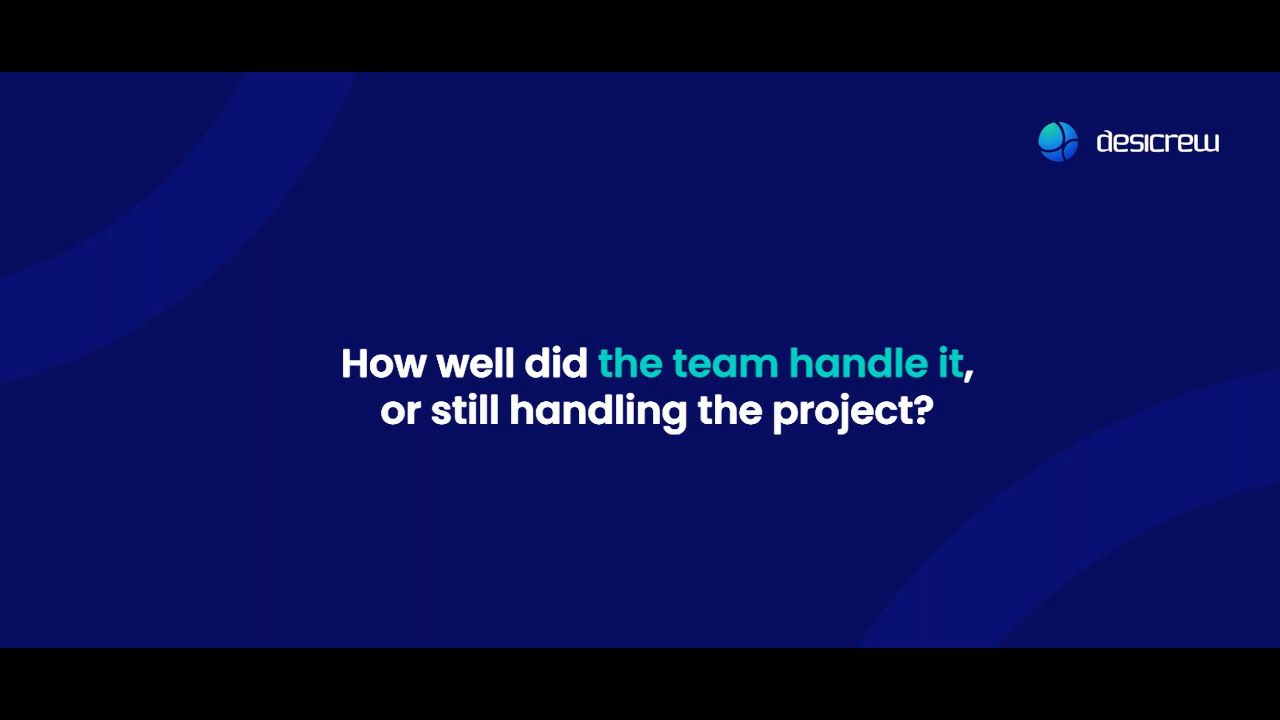 desicrew
How well did the team handle it,
or still handling the project?